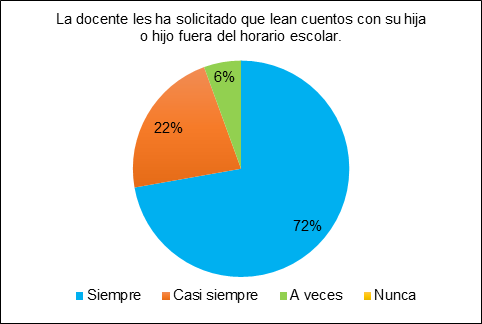 La docente les ha solicitado que lean cuentos con su hija
o hijo fuera del horario escolar.
6%
22%
72%
Siempre Casi siempre A veces Nunca